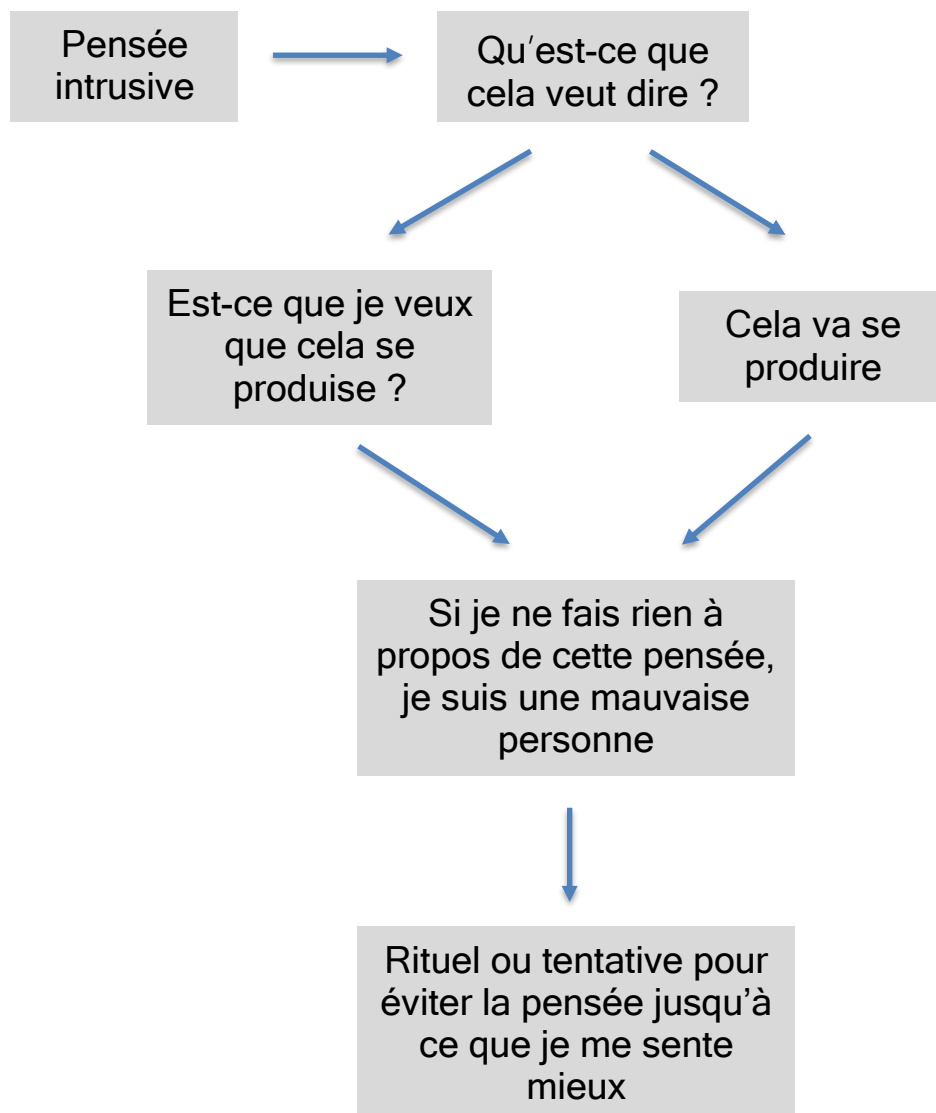 Pensée
intrusive
Qu’est-ce que
cela veut dire ?
Est-ce que je veux
que cela se
produise ?
Cela va se
produire
Si je ne fais rien à
propos de cette pensée,
je suis une mauvaise
personne
Rituel ou tentative pour
éviter la pensée jusqu’à
ce que je me sente
mieux